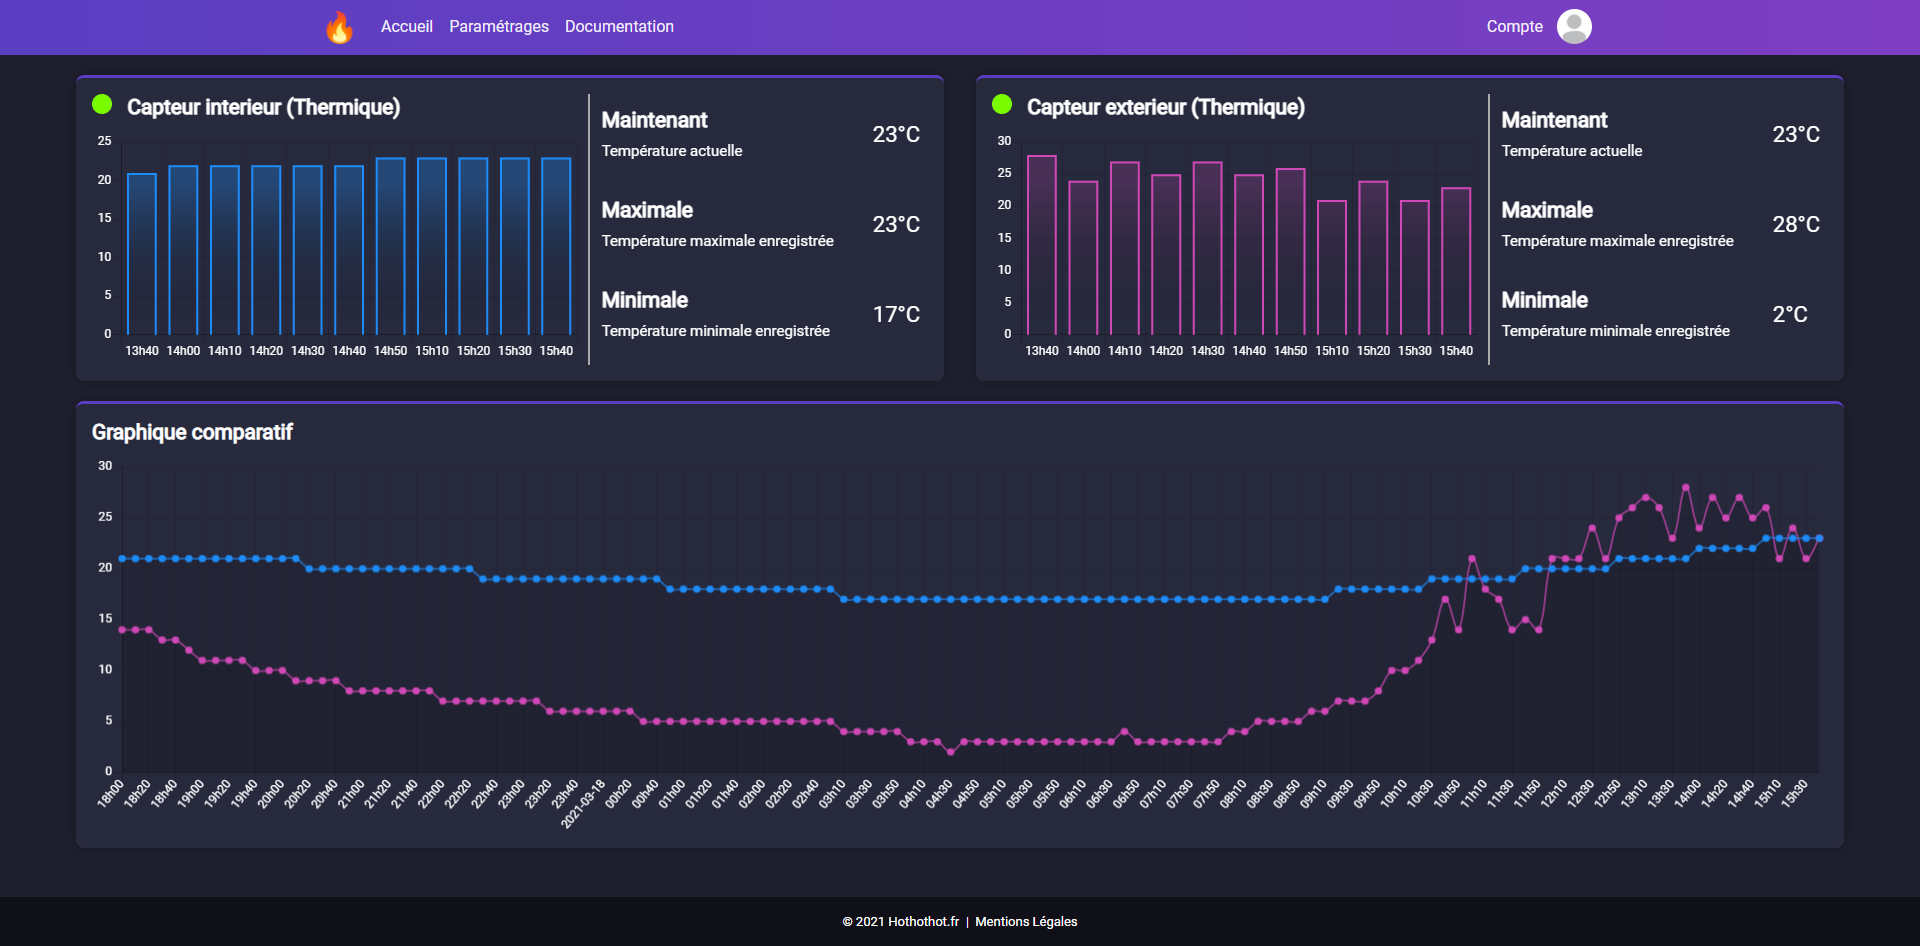 Accueil Paramétrages Documentation Compte
Capteur interieur (Thermique)
25
20
15
10
5
0
13h40 14h00 14h10 14h20 14h30 14h40 14h50 15h10 15h20 15h30 15h40
Maintenant
Température actuelle
23°C
Maximale
Température maximale enregistrée
23°C
Minimale
Température minimale enregistrée
17°C
Capteur exterieur (Thermique)
30
25
20
15
10
5
0
13h40 14h00 14h10 14h20 14h30 14h40 14h50 15h10 15h20 15h30 15h40
Maintenant
Température actuelle
23°C
Maximale
Température maximale enregistrée
28°C
Minimale
Température minimale enregistrée
2°C
Graphique comparatif
30
25
20
15
10
5
0
18h00 18h20 18h40 19h00 19h20 19h40 20h00 20h20 20h40 21h00 21h20 21h40 22h00 22h20 22h40 23h00 23h20 23h40 2021-03-18 00h20 00h40 01h00 01h20 01h40 02h00 02h20 02h40 03h10 03h30 03h50 04h10 04h30 04h50 05h10 05h30 05h50 06h10 06h30 06h50 07h10 07h30 07h50 08h10 08h30 08h50 09h10 09h30 09h50 10h10 10h30 10h50 11h10 11h30 11h50 12h10 12h30 12h50 13h10 13h30 14h00 14h20 14h40 15h10 15h30
© 2021 Hothothot.fr | Mentions Légales